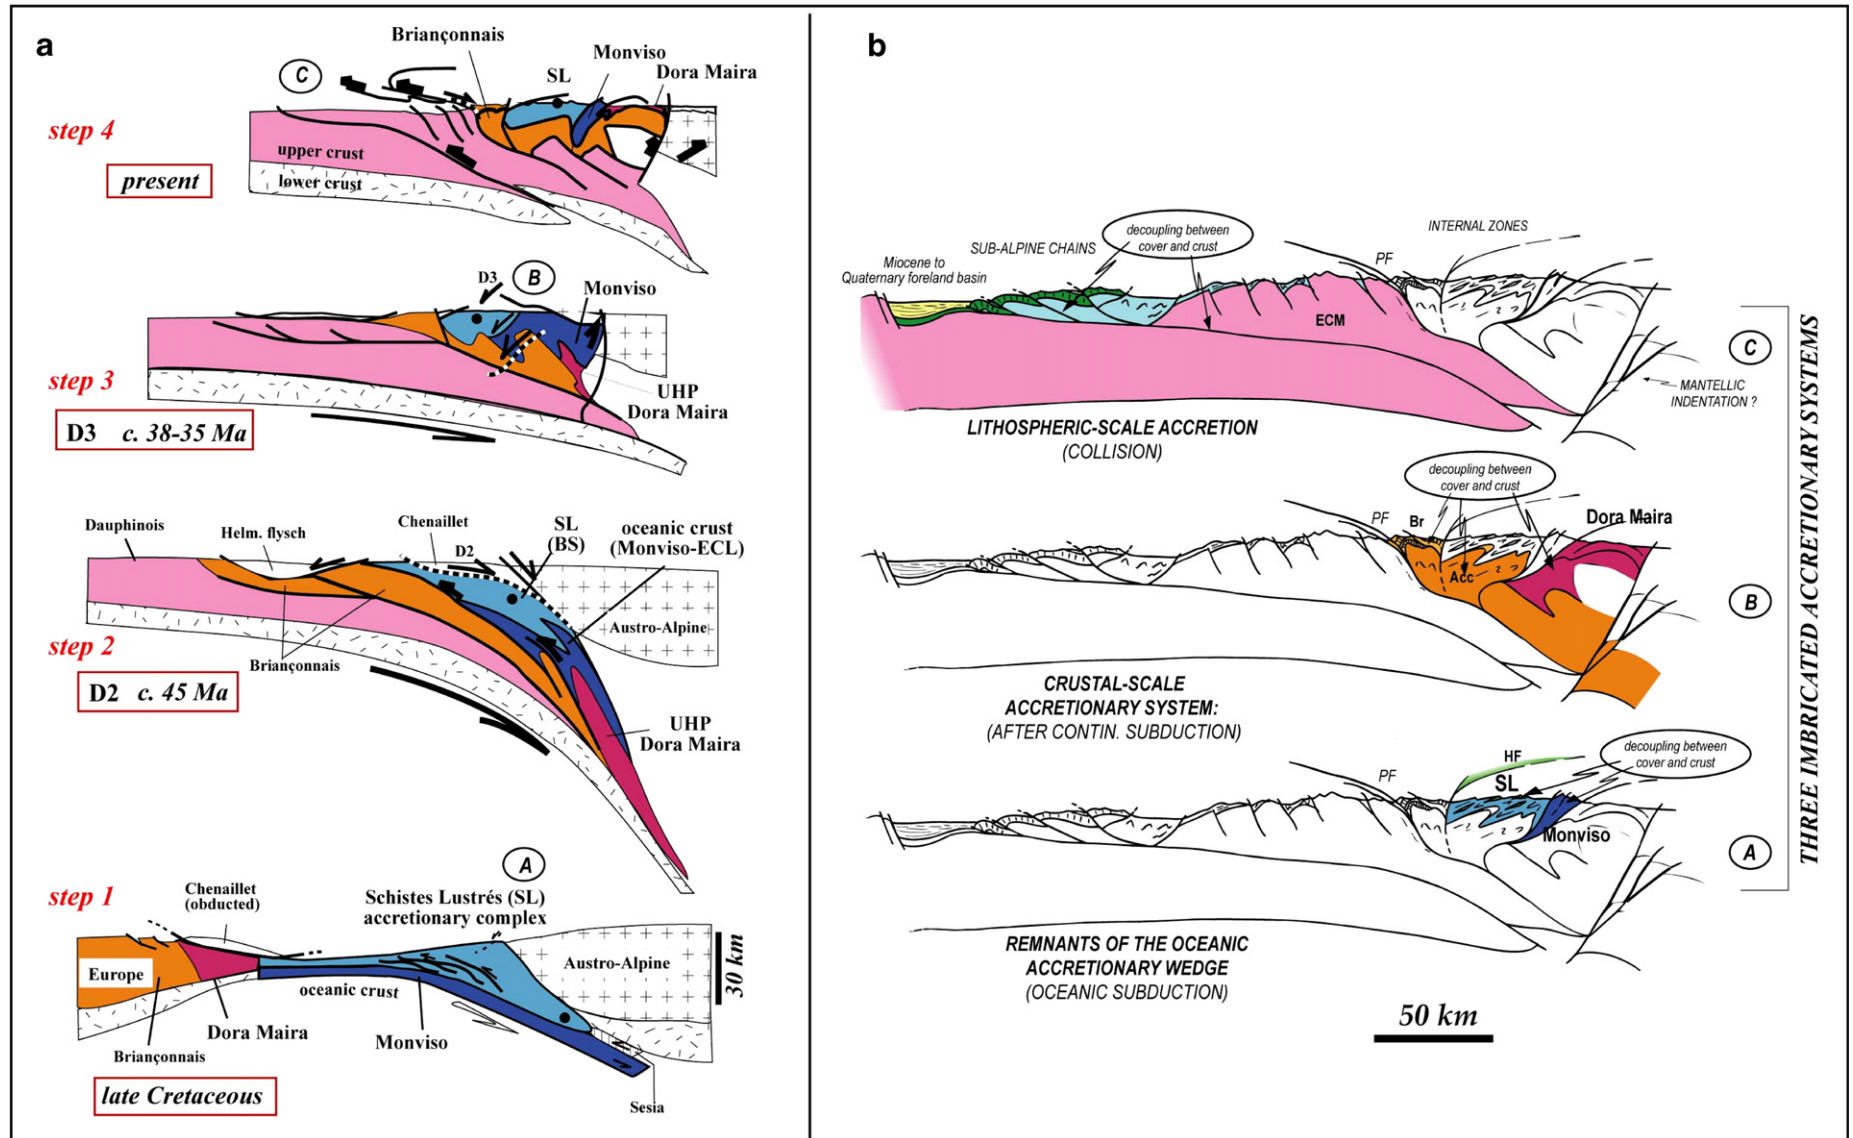 a
Briançonnais
Monviso
C
SL
Dora Maira
step 4
upper crust
present
lower crust
D3
B
Monviso
step 3
UHP
Dora Maira
D3 c. 38-35 Ma
Dauphinois
Helm. flysch
Chenaillet
D2
SL
(BS)
oceanic crust
(Monviso-ECL)
Austro-Alpine
step 2
Briançonnais
D2 c. 45 Ma
UHP
Dora Maira
step 1
A
Chenaillet
(obducted)
Schistes Lustrés (SL)
accretionary complex
Europe
Austro-Alpine
30 km
oceanic crust
Dora Maira
Monviso
Briançonnais
late Cretaceous
Sesia
b
decoupling between
cover and crust
INTERNAL ZONES
SUB-ALPINE CHAINS
Miocene to
Quaternary foreland basin
PF
ECM
C
MANTELLIC
INDENTATION ?
LITHOSPHERIC-SCALE ACCRETION
(COLLISION)
decoupling between
cover and crust
PF
Br
Dora Maira
Acc
B
CRUSTAL-SCALE
ACCRETIONARY SYSTEM:
(AFTER CONTIN. SUBDUCTION)
HF
SL
decoupling between
cover and crust
PF
Monviso
A
REMNANTS OF THE OCEANIC
ACCRETIONARY WEDGE
(OCEANIC SUBDUCTION)
50 km
THREE IMBRICATED ACCRETIONARY SYSTEMS